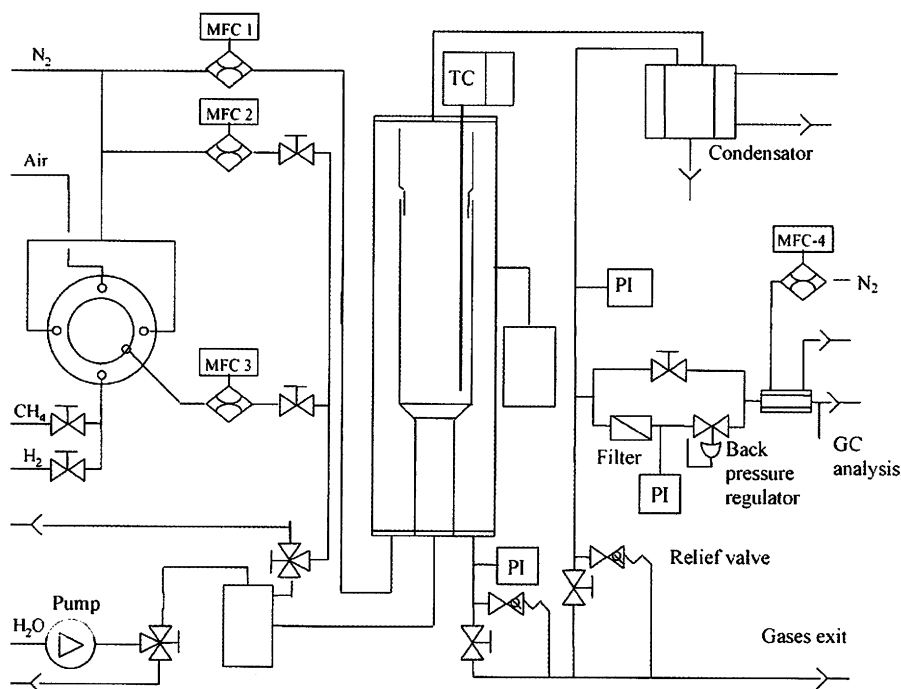 MFC 1
N₂
MFC 2
TC
Condensator
Air
MFC-4
PI
N₂
MFC 3
CH₄
H₂
Filter
Back
pressure
regulator
GC
analysis
PI
PI
Relief valve
Pump
H₂O
Gases exit